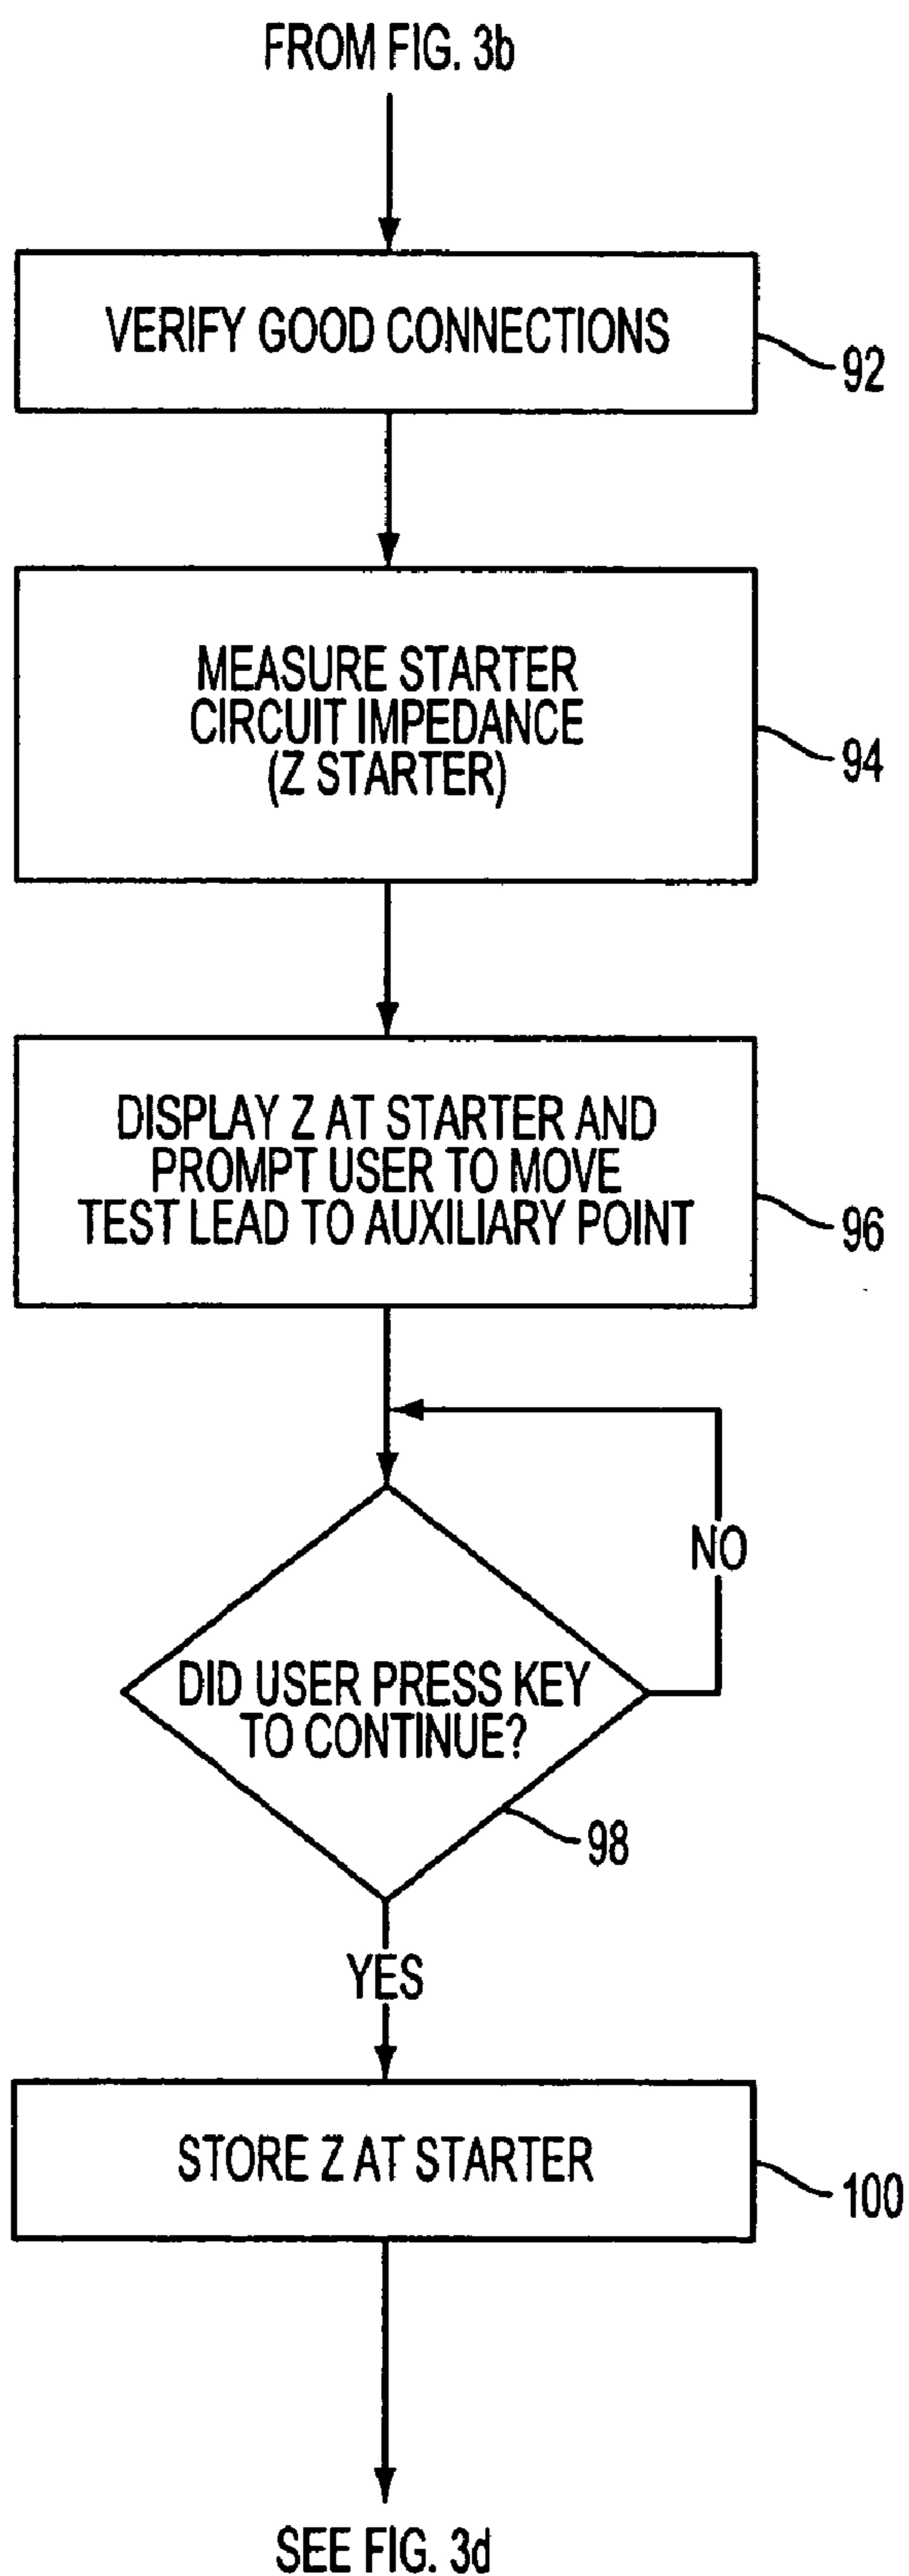 FROM FIG. 3b
VERIFY GOOD CONNECTIONS
92
MEASURE STARTER
CIRCUIT IMPEDANCE
(Z STARTER)
94
DISPLAY Z AT STARTER AND
PROMPT USER TO MOVE
TEST LEAD TO AUXILIARY POINT
96
NO
DID USER PRESS KEY
TO CONTINUE?
98
YES
STORE Z AT STARTER
100
SEE FIG. 3d